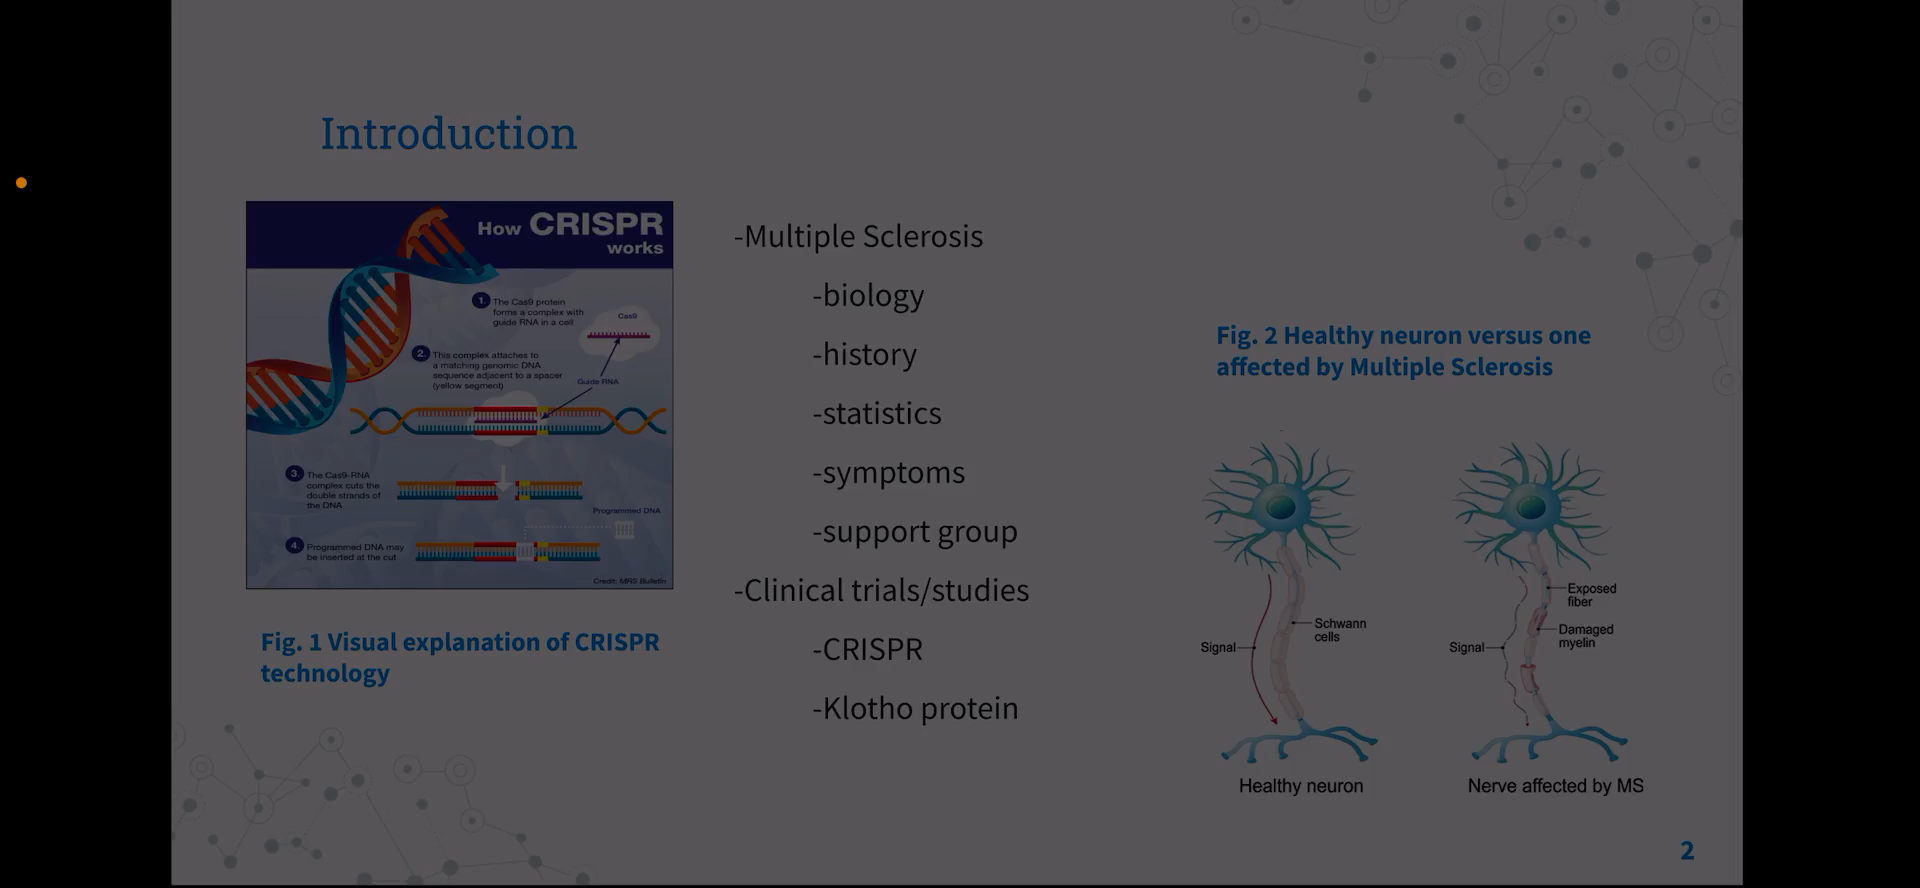 Introduction
How CRISPR
works
1. The Cas9 protein
forms a complex with
guide RNA in a cell
Cas9
2. This complex attaches to
a matching genomic DNA
sequence adjacent to a spacer
(yellow segment)
Guide RNA
3. The Cas9-RNA
complex cuts the
double strands of
the DNA
Programmed DNA
4 Programmed DNA may
be inserted at the cut
Credit: MRS Bulletin
Fig. 1 Visual explanation of CRISPR
technology
-Multiple Sclerosis
-biology
-history
-statistics
-symptoms
-support group
-Clinical trials/studies
-CRISPR
-Klotho protein
Fig. 2 Healthy neuron versus one
affected by Multiple Sclerosis
Signal
Schwann
cells
Healthy neuron
Signal
Exposed
fiber
Damaged
myelin
Nerve affected by MS
2